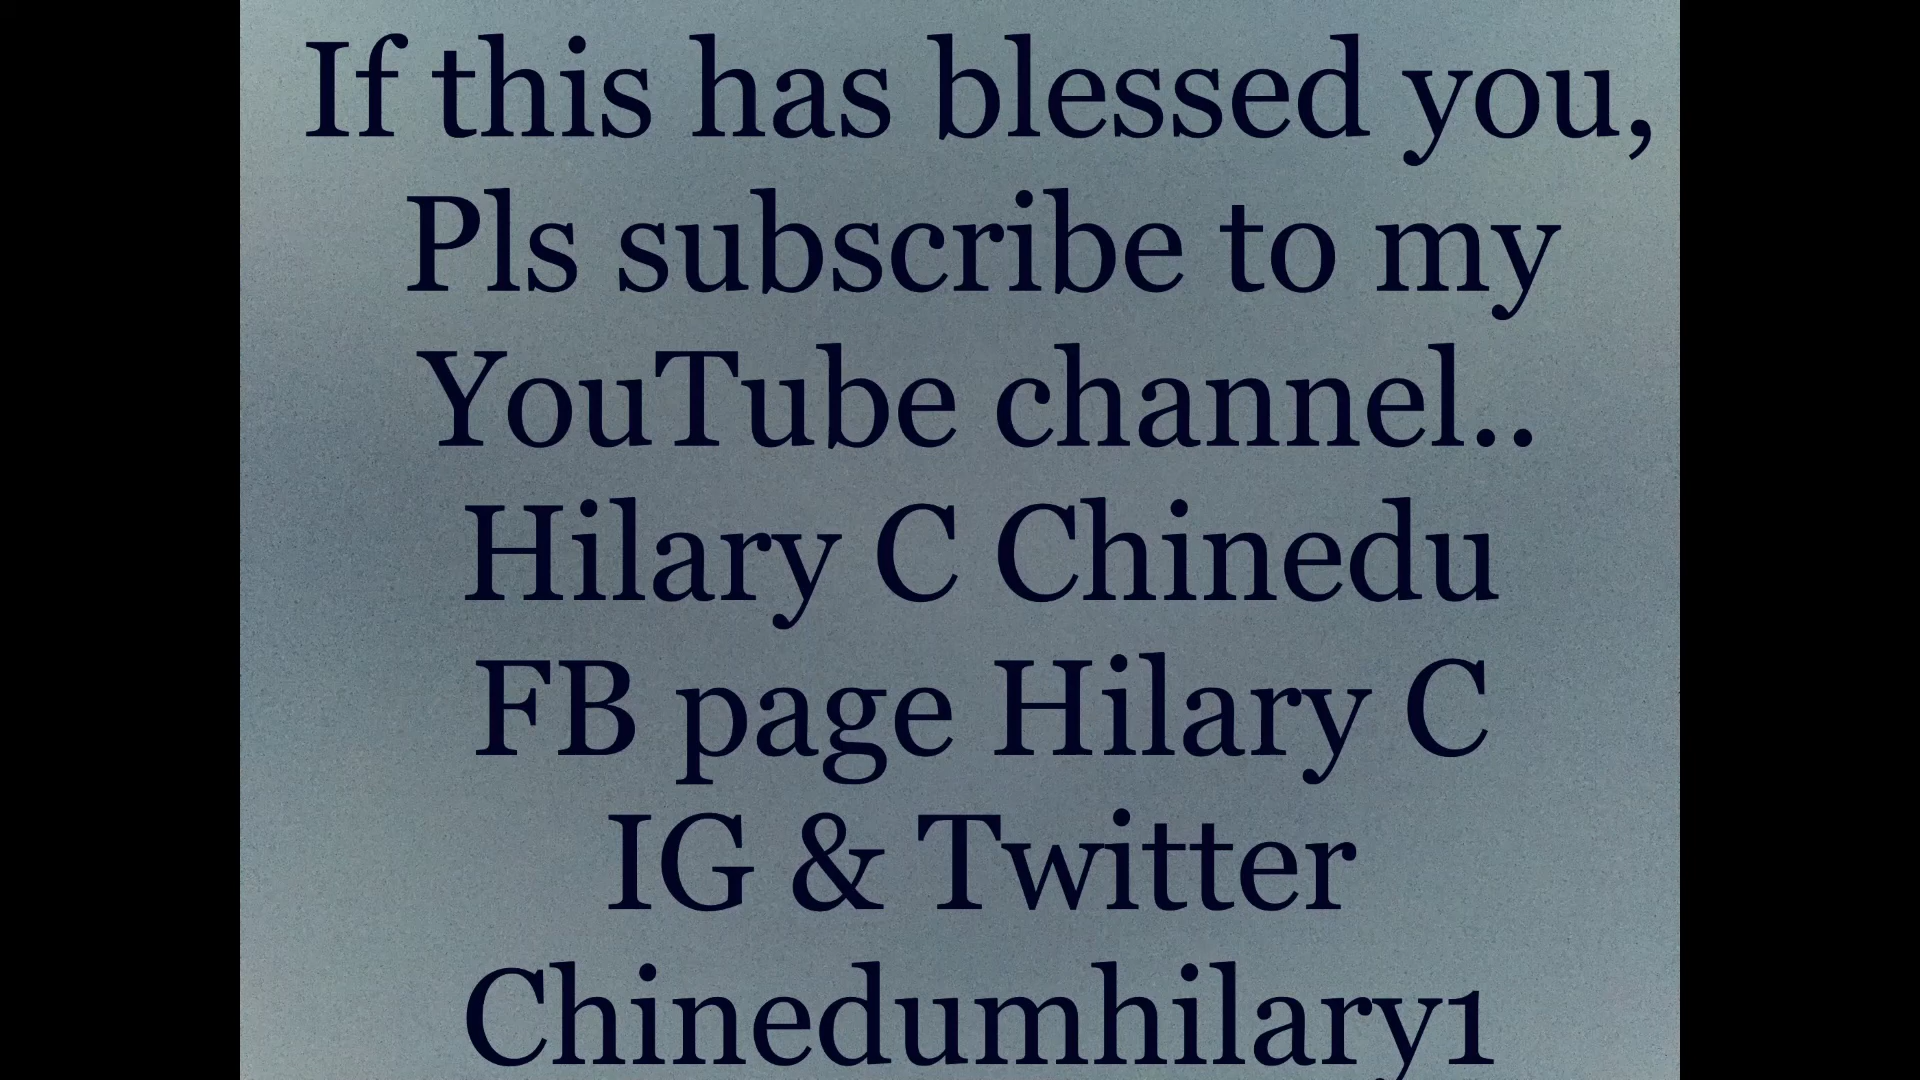 If this has blessed you,
Pls subscribe to my
YouTube channel..
Hilary C Chinedu
FB page Hilary C
IG & Twitter
Chinedumhilary1